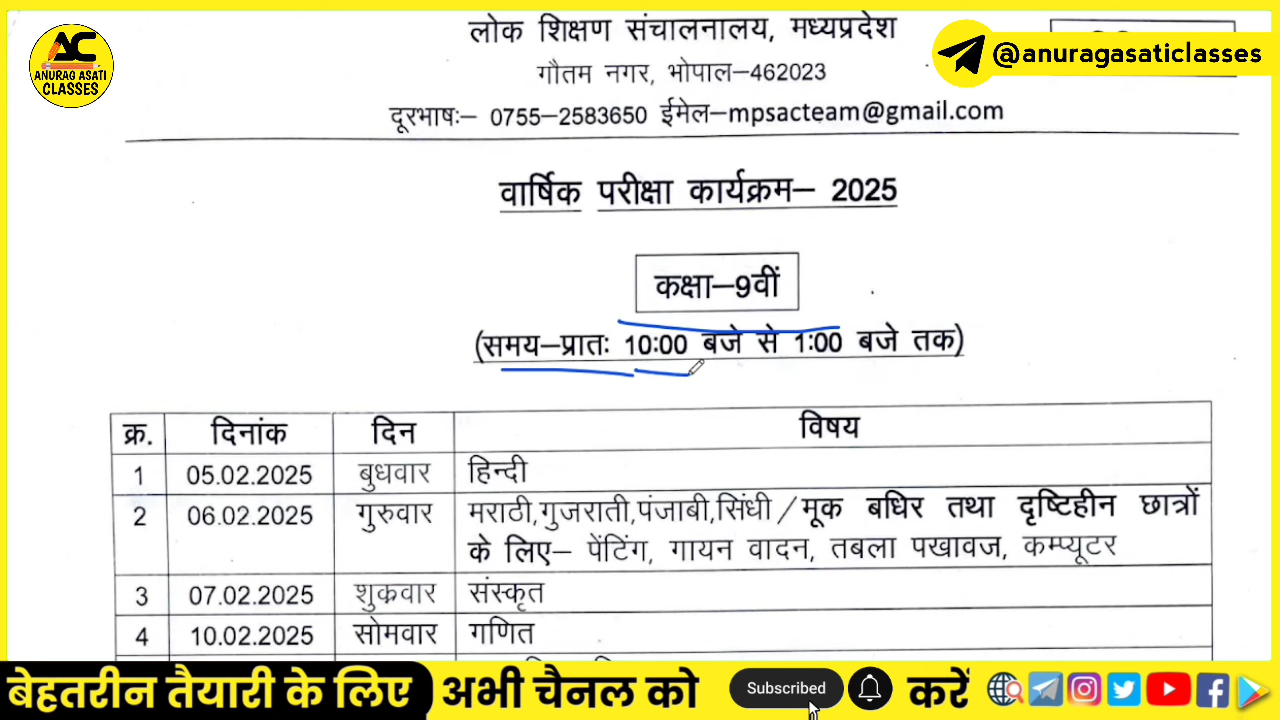 AC
ANURAG ASATI
CLASSES
@anuragasaticlasses
लोक शिक्षण संचालनालय, मध्यप्रदेश
गौतम नगर, भोपाल–462023
दूरभाषः– 0755–2583650 ईमेल–mpsacteam@gmail.com
वार्षिक परीक्षा कार्यक्रम– 2025
कक्षा–9वीं
(समय–प्रातः 10:00 बजे से 1:00 बजे तक)
क्र. दिनांक दिन विषय
1 05.02.2025 बुधवार हिन्दी
2 06.02.2025 गुरुवार मराठी,गुजराती,पंजाबी,सिंधी/मूक बधिर तथा दृष्टिहीन छात्रों
के लिए– पेंटिंग, गायन वादन, तबला पखावज, कम्प्यूटर
3 07.02.2025 शुकवार संस्कृत
4 10.02.2025 सोमवार गणित
बेहतरीन तैयारी के लिए अभी चैनल को Subscribed करें